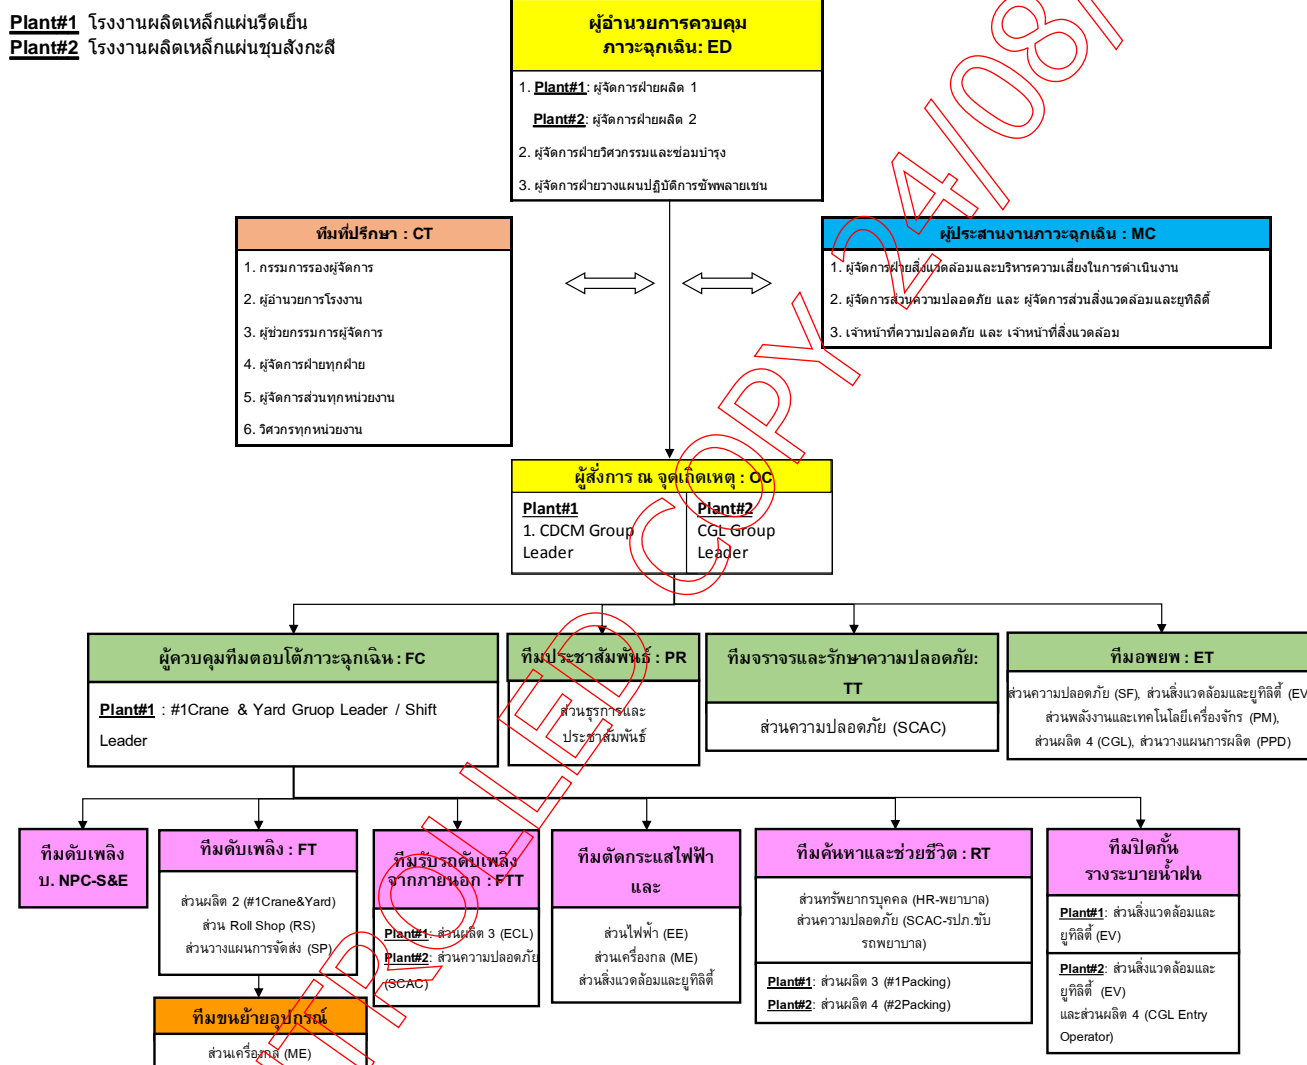 Plant#1 โรงงานผลิตเหล็กแผ่นรีดเย็น
Plant#2 โรงงานผลิตเหล็กแผ่นชุบสังกะสี
ผู้อำนวยการควบคุม
ภาวะฉุกเฉิน: ED
1. Plant#1: ผู้จัดการฝ่ายผลิต 1
Plant#2: ผู้จัดการฝ่ายผลิต 2
2. ผู้จัดการฝ่ายวิศวกรรมและซ่อมบำรุง
3. ผู้จัดการฝ่ายวางแผนปฏิบัติการซัพพลายเชน
ทีมที่ปรึกษา : CT
1. กรรมการรองผู้จัดการ
2. ผู้อำนวยการโรงงาน
3. ผู้ช่วยกรรมการผู้จัดการ
4. ผู้จัดการฝ่ายทุกฝ่าย
5. ผู้จัดการส่วนทุกหน่วยงาน
6. วิศวกรทุกหน่วยงาน
ผู้ประสานงานภาวะฉุกเฉิน : MC
1. ผู้จัดการฝ่ายสิ่งแวดล้อมและบริหารความเสี่ยงในการดำเนินงาน
2. ผู้จัดการส่วนความปลอดภัย และ ผู้จัดการส่วนสิ่งแวดล้อมและยูทิลิตี้
3. เจ้าหน้าที่ความปลอดภัย และ เจ้าหน้าที่สิ่งแวดล้อม
ผู้สั่งการ ณ จุดเกิดเหตุ : OC
Plant#1
1. CDCM Group
Leader
Plant#2
CGL Group
Leader
ผู้ควบคุมทีมตอบโต้ภาวะฉุกเฉิน : FC
Plant#1 : #1Crane & Yard Gruop Leader / Shift
Leader
ทีมประชาสัมพันธ์ : PR
ส่วนธุรการและ
ประชาสัมพันธ์
ทีมจราจรและรักษาความปลอดภัย:
TT
ส่วนความปลอดภัย (SCAC)
ทีมอพยพ : ET
ส่วนความปลอดภัย (SF), ส่วนสิ่งแวดล้อมและยูทิลิตี้ (EV
ส่วนพลังงานและเทคโนโลยีเครื่องจักร (PM),
ส่วนผลิต 4 (CGL), ส่วนวางแผนการผลิต (PPD)
ทีมดับเพลิง
บ. NPC-S&E
ทีมดับเพลิง : FT
ส่วนผลิต 2 (#1Crane&Yard)
ส่วน Roll Shop (RS)
ส่วนวางแผนการจัดส่ง (SP)
ทีมขนย้ายอุปกรณ์
ส่วนเครื่องกล (ME)
ทีมรับรถดับเพลิง
จากภายนอก : FTT
Plant#1: ส่วนผลิต 3 (ECL)
Plant#2: ส่วนความปลอดภัย
(SCAC)
ทีมตัดกระแสไฟฟ้า
และ
ส่วนไฟฟ้า (EE)
ส่วนเครื่องกล (ME)
ส่วนสิ่งแวดล้อมและยูทิลิตี้
ทีมค้นหาและช่วยชีวิต : RT
ส่วนทรัพยากรบุคคล (HR-พยาบาล)
ส่วนความปลอดภัย (SCAC-รปภ.ขับ
รถพยาบาล)
Plant#1: ส่วนผลิต 3 (#1Packing)
Plant#2: ส่วนผลิต 4 (#2Packing)
ทีมปิดกั้น
รางระบายน้ำฝน
Plant#1: ส่วนสิ่งแวดล้อมและ
ยูทิลิตี้ (EV)
Plant#2: ส่วนสิ่งแวดล้อมและ
ยูทิลิตี้ (EV)
และส่วนผลิต 4 (CGL Entry
Operator)
TROLLED COPY 24/08/